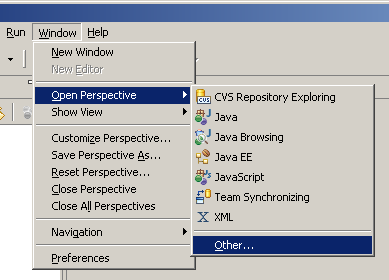 Run Window Help
New Window
New Editor
Open Perspective
Show View
Customize Perspective...
Save Perspective As...
Reset Perspective...
Close Perspective
Close All Perspectives
Navigation
Preferences
CVS CVS Repository Exploring
Java
Java Browsing
Java EE
JavaScript
Team Synchronizing
XML
Other...